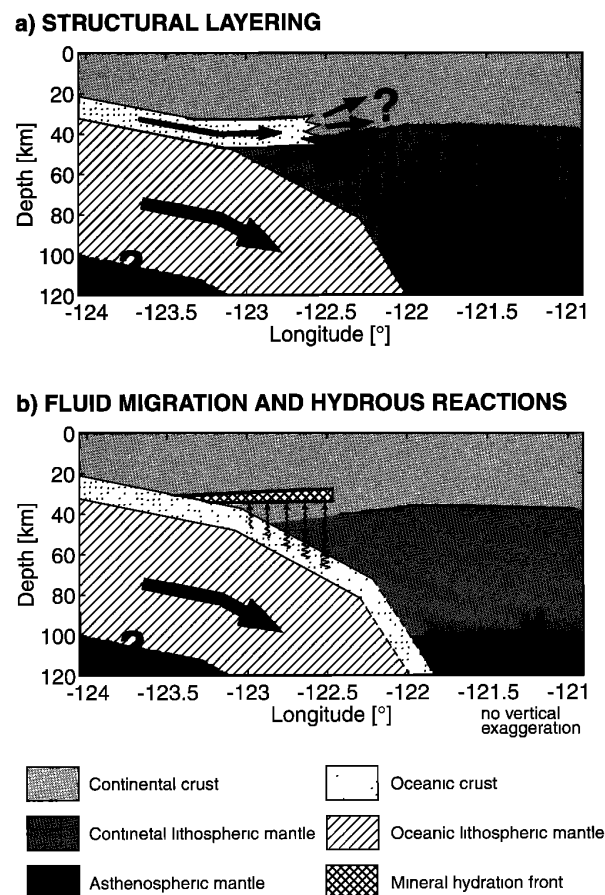 a) STRUCTURAL LAYERING
0
20
40
60
80
100
120
Depth [km]
?
?
-124 -123.5 -123 -122.5 -122 -121.5 -121
Longitude [°]
b) FLUID MIGRATION AND HYDROUS REACTIONS
0
20
40
60
80
100
120
Depth [km]
?
-124 -123.5 -123 -122.5 -122 -121.5 -121
Longitude [°]
no vertical
exaggeration
Continental crust
Oceanic crust
Continetal lithospheric mantle
Oceanic lithospheric mantle
Asthenospheric mantle
Mineral hydration front